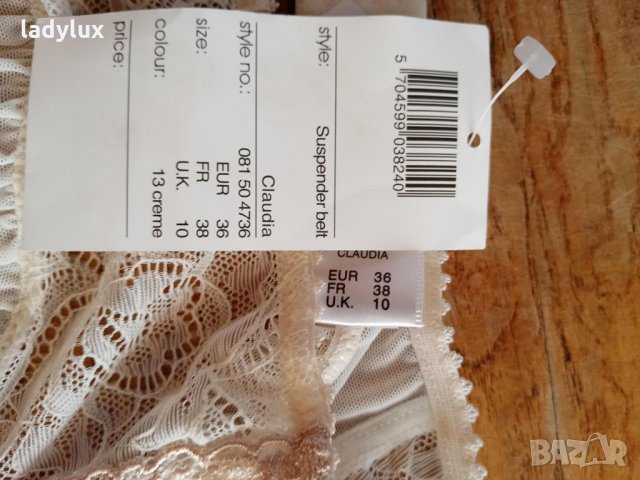 ladylux
style: Suspender belt
Claudia
style no.: 081 50 4736
size: EUR 36
FR 38
U.K. 10
colour: 13 creme
price:
5 704599 038240
CLAUDIA
EUR 36
FR 38
U.K. 10
BAZAR